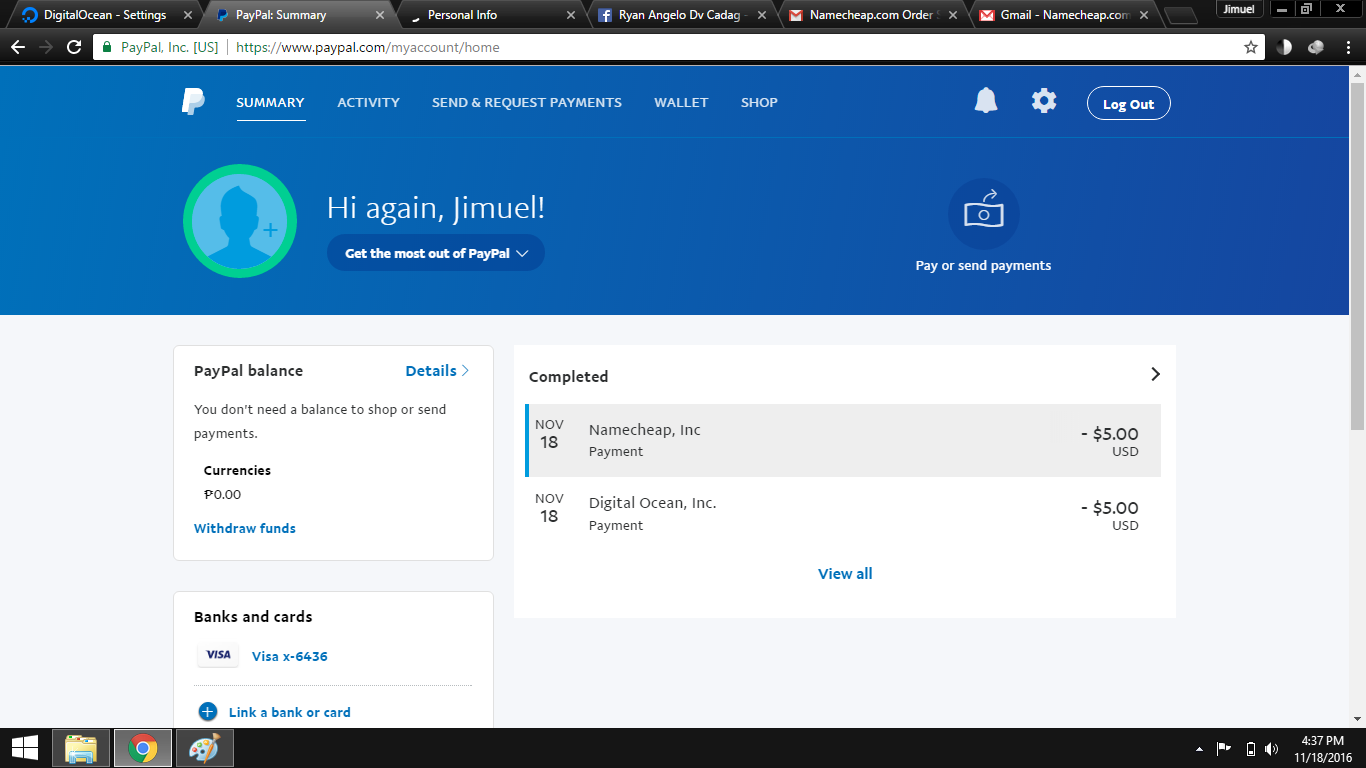 DigitalOcean - Settings
PayPal: Summary
Personal Info
Ryan Angelo Dv Cadag -
Namecheap.com Order
Gmail - Namecheap.com
Jimuel
PayPal, Inc. [US]
https://www.paypal.com/myaccount/home
SUMMARY
ACTIVITY
SEND & REQUEST PAYMENTS
WALLET
SHOP
Log Out
Hi again, Jimuel!
Get the most out of PayPal
Pay or send payments
PayPal balance
Details
You don't need a balance to shop or send
payments.
Currencies
₱0.00
Withdraw funds
Completed
NOV
18
Namecheap, Inc
Payment
- $5.00
USD
NOV
18
Digital Ocean, Inc.
Payment
- $5.00
USD
View all
Banks and cards
VISA
Visa x-6436
Link a bank or card
4:37 PM
11/18/2016